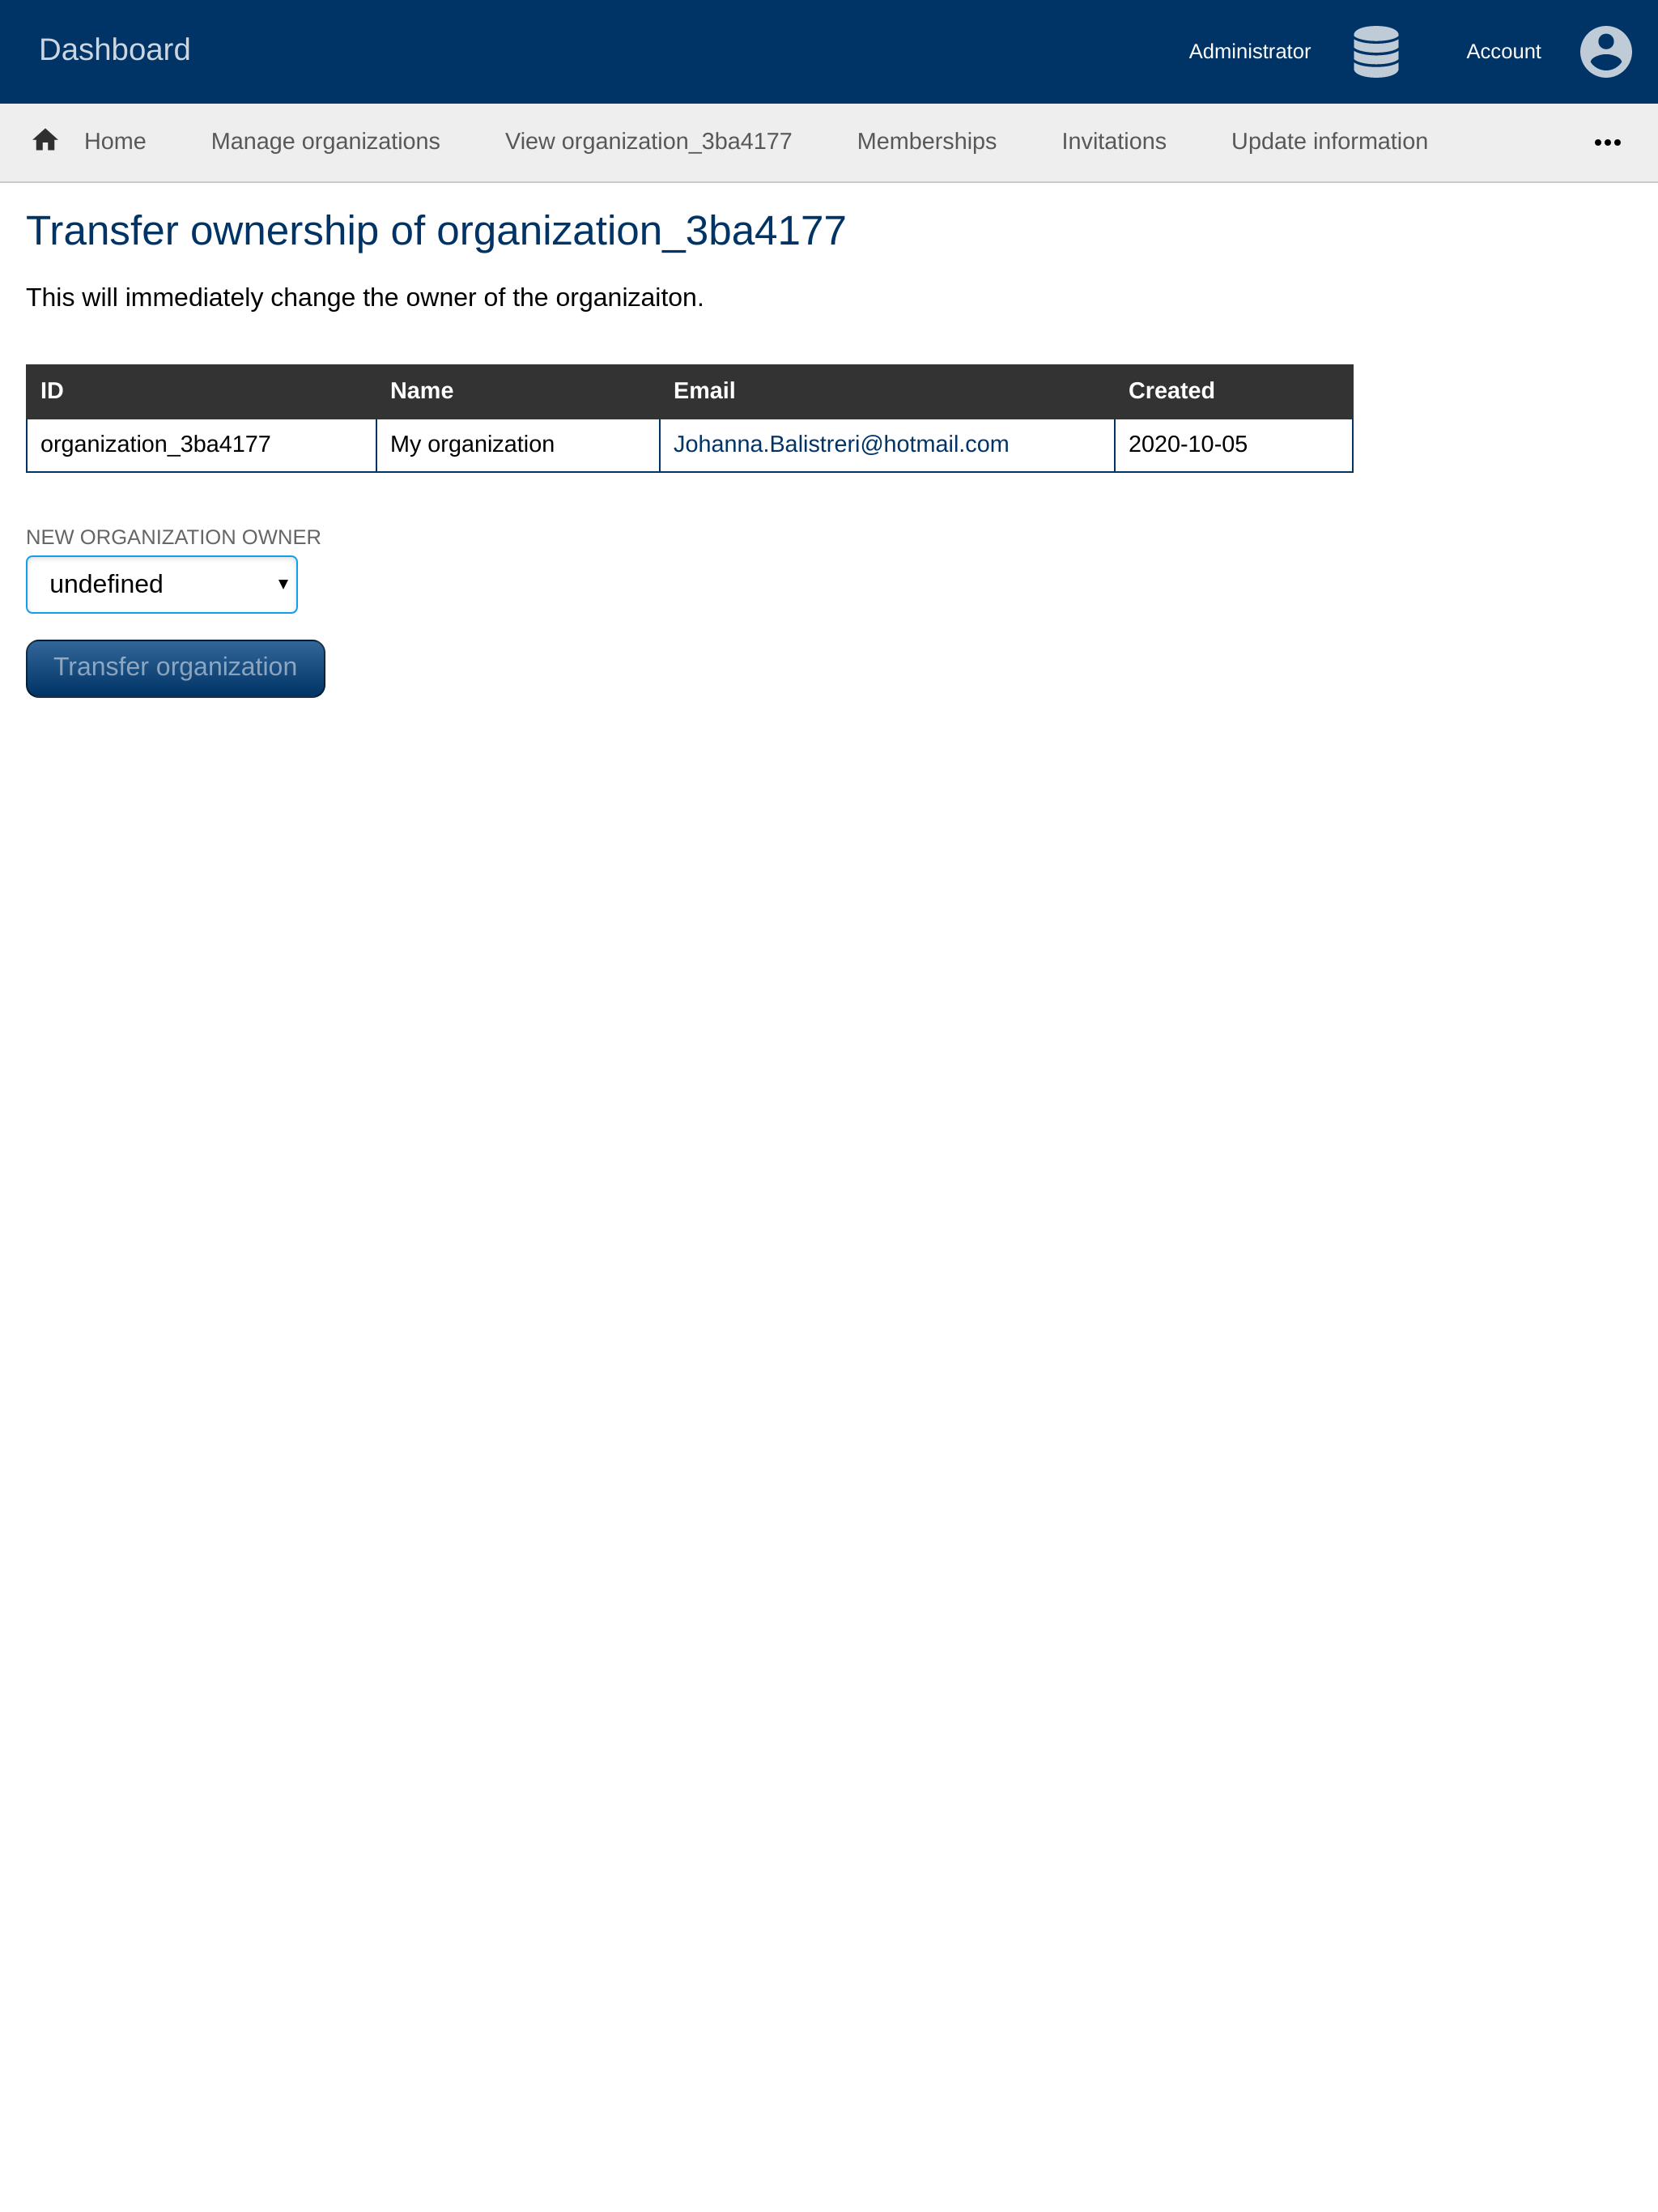 Dashboard
Administrator
Account
Home
Manage organizations
View organization_3ba4177
Memberships
Invitations
Update information
•••
Transfer ownership of organization_3ba4177
This will immediately change the owner of the organizaiton.
ID Name Email Created
organization_3ba4177 My organization Johanna.Balistreri@hotmail.com 2020-10-05
NEW ORGANIZATION OWNER
undefined
Transfer organization